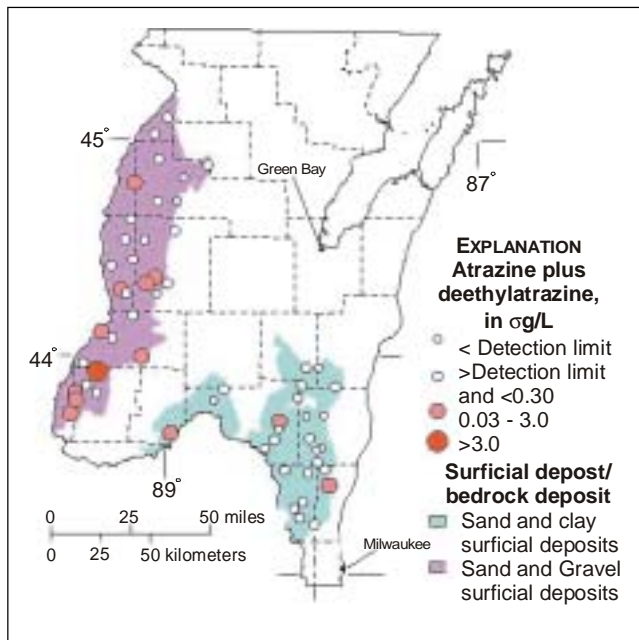 45°
Green Bay
87°
EXPLANATION
Atrazine plus
deethylatrazine,
in σg/L
< Detection limit
>Detection limit
and <0.30
0.03 - 3.0
>3.0
44°
Surficial depost/
bedrock deposit
89°
Sand and clay
surficial deposits
Sand and Gravel
surficial deposits
0 25 50 miles
0 25 50 kilometers
Milwaukee